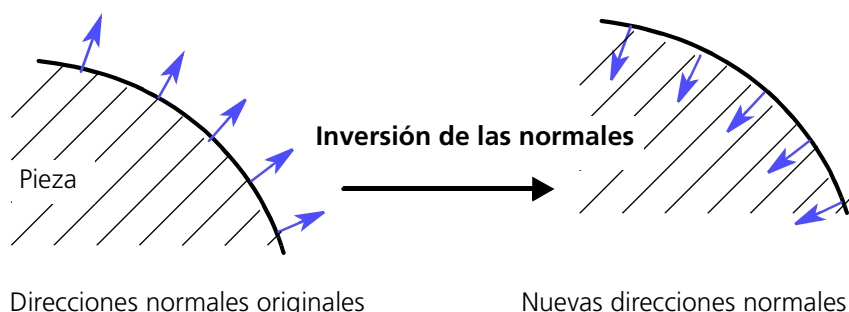 Inversión de las normales
Pieza
Direcciones normales originales
Nuevas direcciones normales